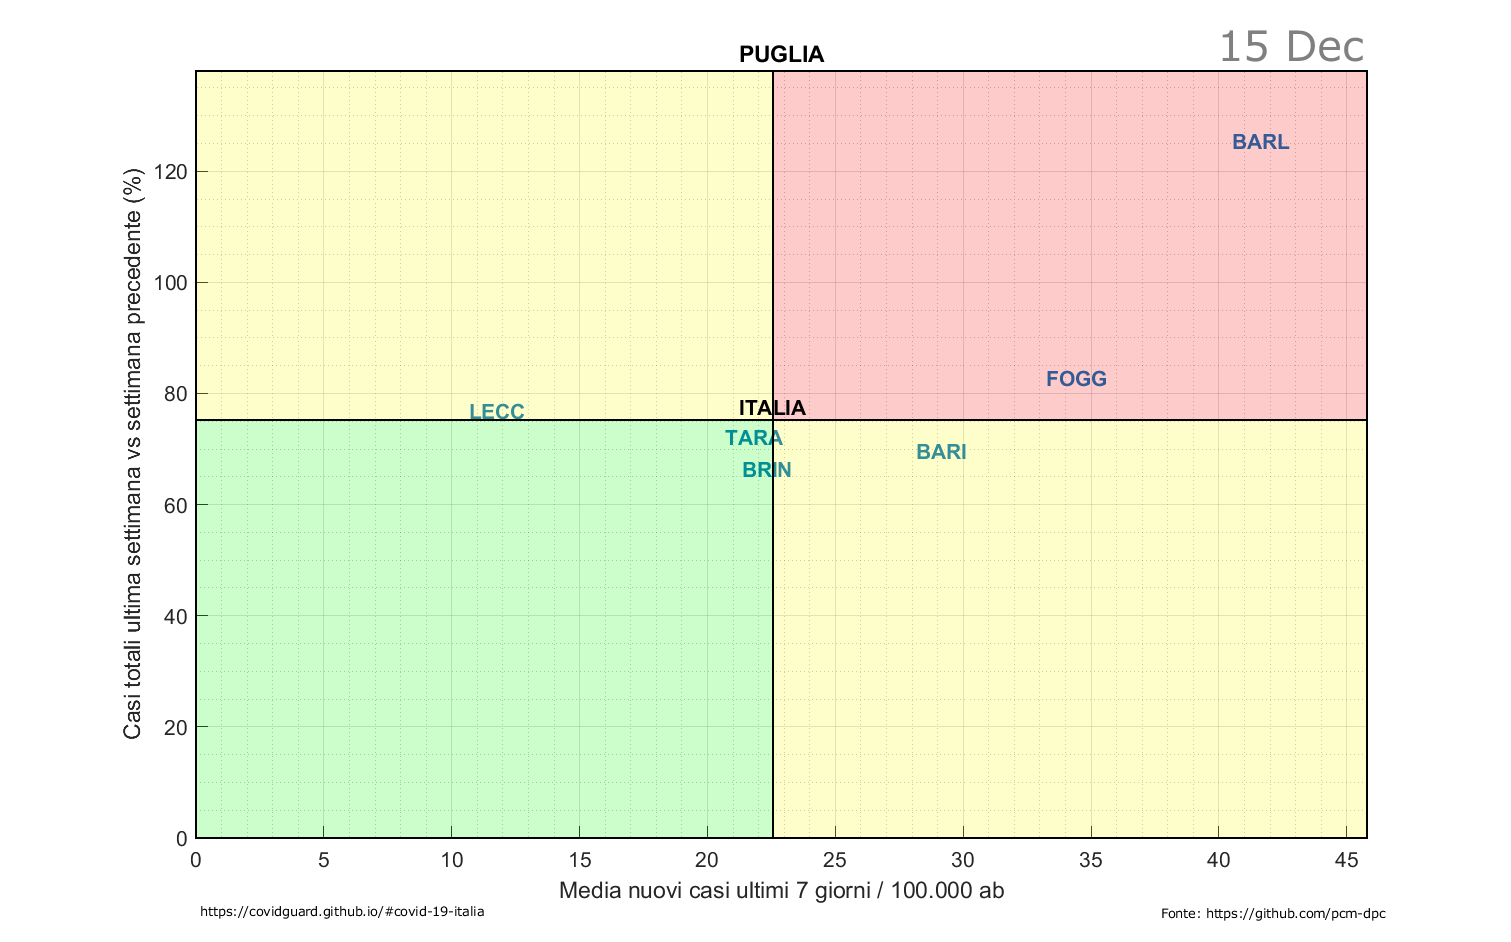 PUGLIA
15 Dec
Casi totali ultima settimana vs settimana precedente (%)
120
100
80
60
40
20
0
BARL
FOGG
ITALIA
LECC
TARA
BARI
BRIN
0 5 10 15 20 25 30 35 40 45
Media nuovi casi ultimi 7 giorni / 100.000 ab
https://covidguard.github.io/#covid-19-italia
Fonte: https://github.com/pcm-dpc